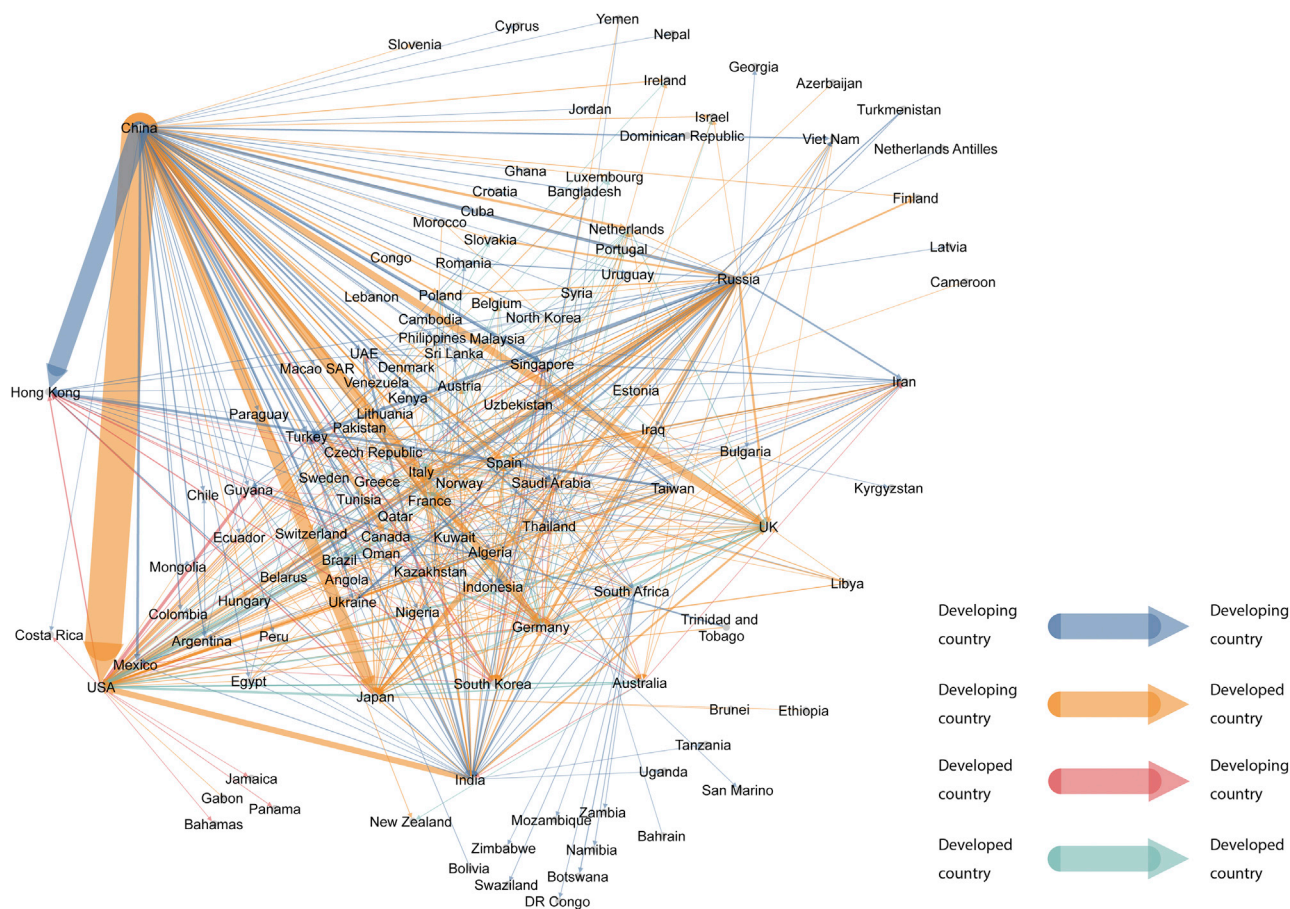 Yemen
Cyprus
Nepal
Slovenia
Georgia
Ireland
Azerbaijan
Jordan
Israel
Turkmenistan
China
Dominican Republic
Viet Nam
Netherlands Antilles
Ghana
Luxembourg
Croatia
Bangladesh
Finland
Cuba
Morocco
Netherlands
Slovakia
Portugal
Latvia
Congo
Romania
Uruguay
Russia
Cameroon
Lebanon
Poland
Belgium
Syria
Cambodia
North Korea
Philippines
Malaysia
UAE
Sri Lanka
Macao SAR
Denmark
Singapore
Hong Kong
Venezuela
Austria
Estonia
Iran
Kenya
Uzbekistan
Paraguay
Lithuania
Turkey
Pakistan
Iraq
Czech Republic
Bulgaria
Sweden
Greece
Italy
Spain
Norway
Saudi Arabia
Taiwan
Kyrgyzstan
Chile
Guyana
Tunisia
France
Qatar
Ecuador
Switzerland
Canada
Kuwait
Thailand
UK
Mongolia
Brazil
Oman
Algeria
Belarus
Angola
Kazakhstan
Indonesia
South Africa
Libya
Hungary
Ukraine
Nigeria
Colombia
Costa Rica
Argentina
Peru
Germany
Trinidad and
Tobago
Mexico
USA
Egypt
Japan
South Korea
Australia
Brunei
Ethiopia
Tanzania
Jamaica
India
Uganda
San Marino
Gabon
Panama
Bahamas
New Zealand
Mozambique
Zambia
Bahrain
Zimbabwe
Namibia
Bolivia
Swaziland
Botswana
DR Congo
Developing
country
Developing
country
Developing
country
Developed
country
Developed
country
Developing
country
Developed
country
Developed
country